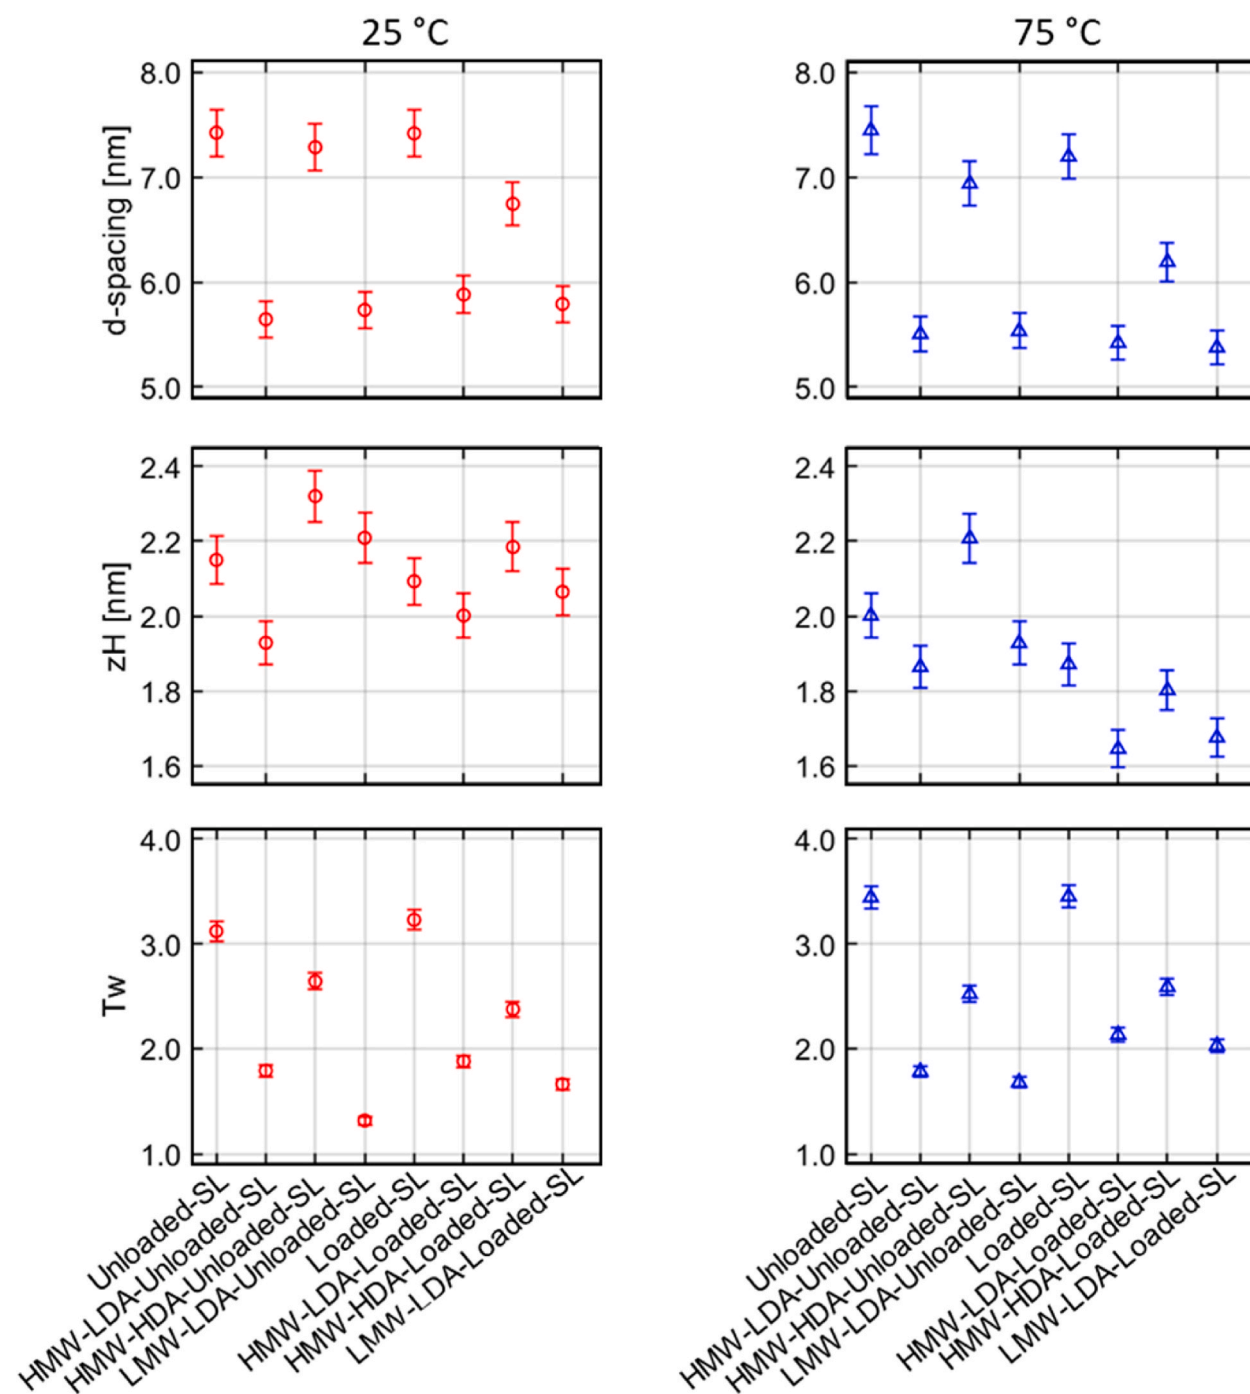 25 °C
75 °C
d-spacing [nm]
8.0
7.0
6.0
5.0
8.0
7.0
6.0
5.0
zH [nm]
2.4
2.2
2.0
1.8
1.6
2.4
2.2
2.0
1.8
1.6
Tw
4.0
3.0
2.0
1.0
4.0
3.0
2.0
1.0
Unloaded-SL
HMW-LDA-Unloaded-SL
HMW-HDA-Unloaded-SL
LMW-LDA-Unloaded-SL
Loaded-SL
HMW-LDA-Loaded-SL
HMW-HDA-Loaded-SL
LMW-LDA-Loaded-SL
Unloaded-SL
HMW-LDA-Unloaded-SL
HMW-HDA-Unloaded-SL
LMW-LDA-Unloaded-SL
Loaded-SL
HMW-LDA-Loaded-SL
HMW-HDA-Loaded-SL
LMW-LDA-Loaded-SL